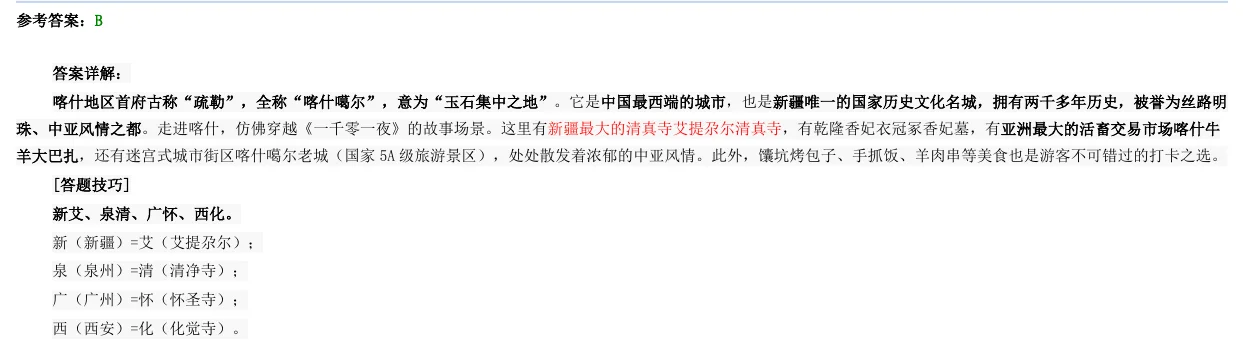 参考答案：B
答案详解：
喀什地区首府古称“疏勒”，全称“喀什噶尔”，意为“玉石集中之地”。它是中国最西端的城市，也是新疆唯一的国家历史文化名城，拥有两千多年历史，被誉为丝路明
珠、中亚风情之都。走进喀什，仿佛穿越《一千零一夜》的故事场景。这里有新疆最大的清真寺艾提尕尔清真寺，有乾隆香妃衣冠冢香妃墓，有亚洲最大的活畜交易市场喀什牛
羊大巴扎，还有迷宫式城市街区喀什噶尔老城（国家 5A 级旅游景区），处处散发着浓郁的中亚风情。此外，馕坑烤包子、手抓饭、羊肉串等美食也是游客不可错过的打卡之选。
[答题技巧]
新艾、泉清、广怀、西化。
新（新疆）=艾（艾提尕尔）；
泉（泉州）=清（清净寺）；
广（广州）=怀（怀圣寺）；
西（西安）=化（化觉寺）。